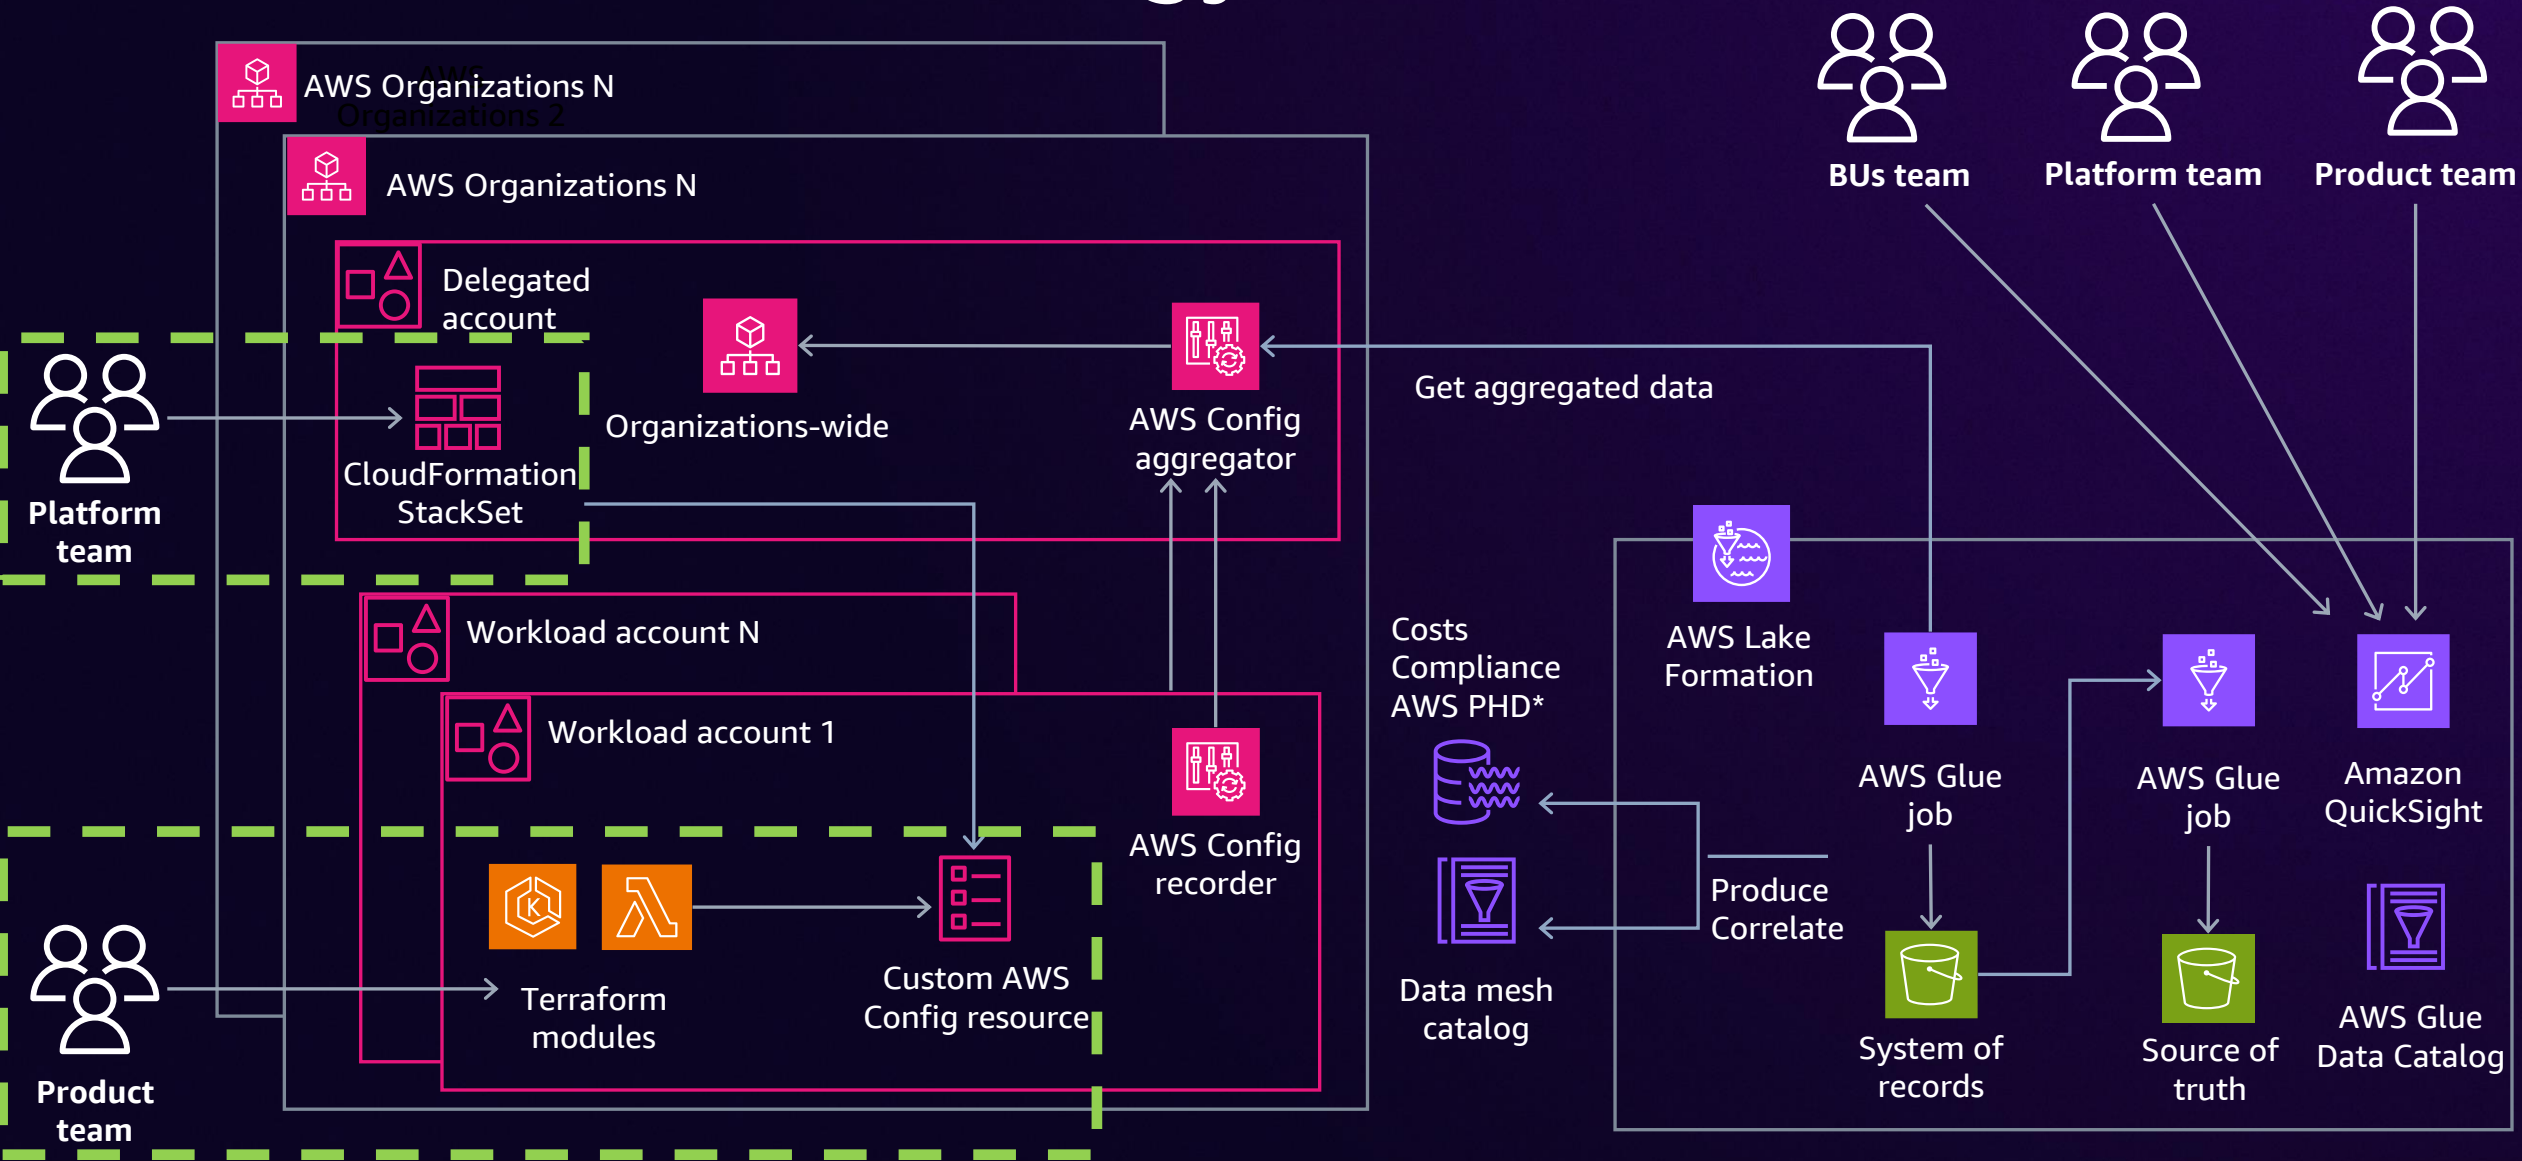 AWS Organizations N
AWS
Organizations 2
AWS Organizations N
Delegated
account
Platform
team
CloudFormation
StackSet
Organizations-wide
AWS Config
aggregator
Get aggregated data
Workload account N
Workload account 1
AWS Config
recorder
Product
team
Terraform
modules
Custom AWS
Config resource
BUs team
Platform team
Product team
Costs
Compliance
AWS PHD*
Data mesh
catalog
Produce
Correlate
AWS Lake
Formation
AWS Glue
job
System of
records
AWS Glue
job
Source of
truth
Amazon
QuickSight
AWS Glue
Data Catalog